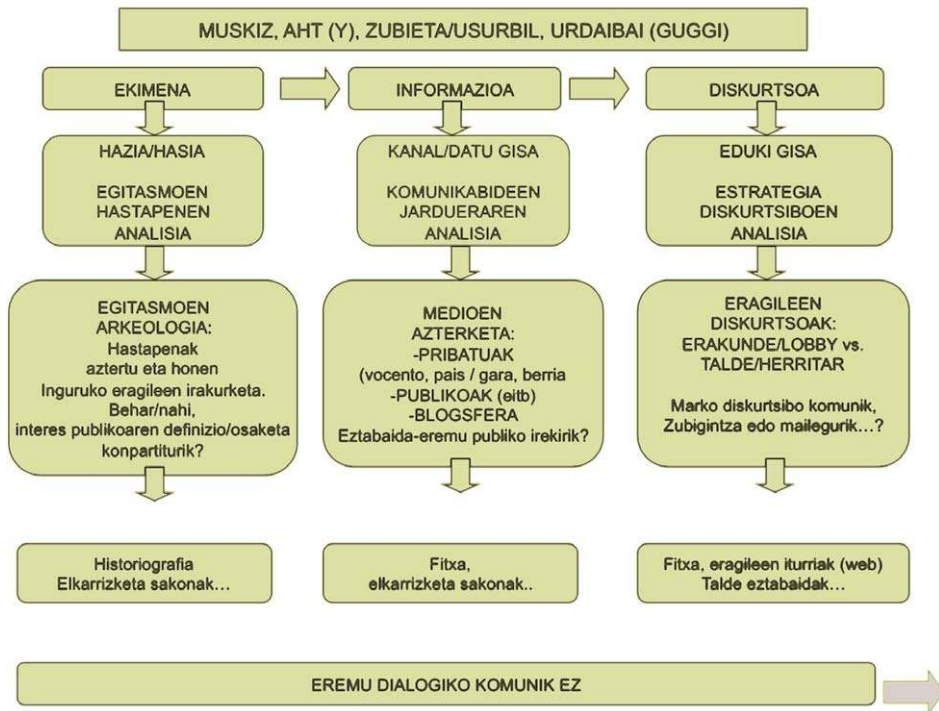 MUSKIZ, AHT (Y), ZUBIETA/USURBIL, URDAIBAI (GUGGI)
EKIMENA
INFORMAZIOA
DISKURTSOA
HAZIA/HASIA
EGITASMOEN
HASTAPENEN
ANALISIA
KANAL/DATU GISA
KOMUNIKABIDEEN
JARDUERAREN
ANALISIA
EDUKI GISA
ESTRATEGIA
DISKURTSIBOEN
ANALISIA
EGITASMOEN
ARKEOLOGIA:
Hastapenak
aztertu eta honen
Inguruko eragileen irakurketa.
Behar/nahi,
interes publikoaren definizio/osaketa
konpartiturik?
MEDIOEN
AZTERKETA:
-PRIBATUAK
(vocento, pais / gara, berria
-PUBLIKOAK (eitb)
-BLOGSFERA
Eztabaida-eremu publiko irekirik?
ERAGILEEN
DISKURTSOAK:
ERAKUNDE/LOBBY vs.
TALDE/HERRITAR
Marko diskurtsibo komunik,
Zubigintza edo mailegurik...?
Historiografia
Elkarrizketa sakonak...
Fitxa,
elkarrizketa sakonak..
Fitxa, eragileen iturriak (web)
Talde eztabaidak...
EREMU DIALOGIKO KOMUNIK EZ